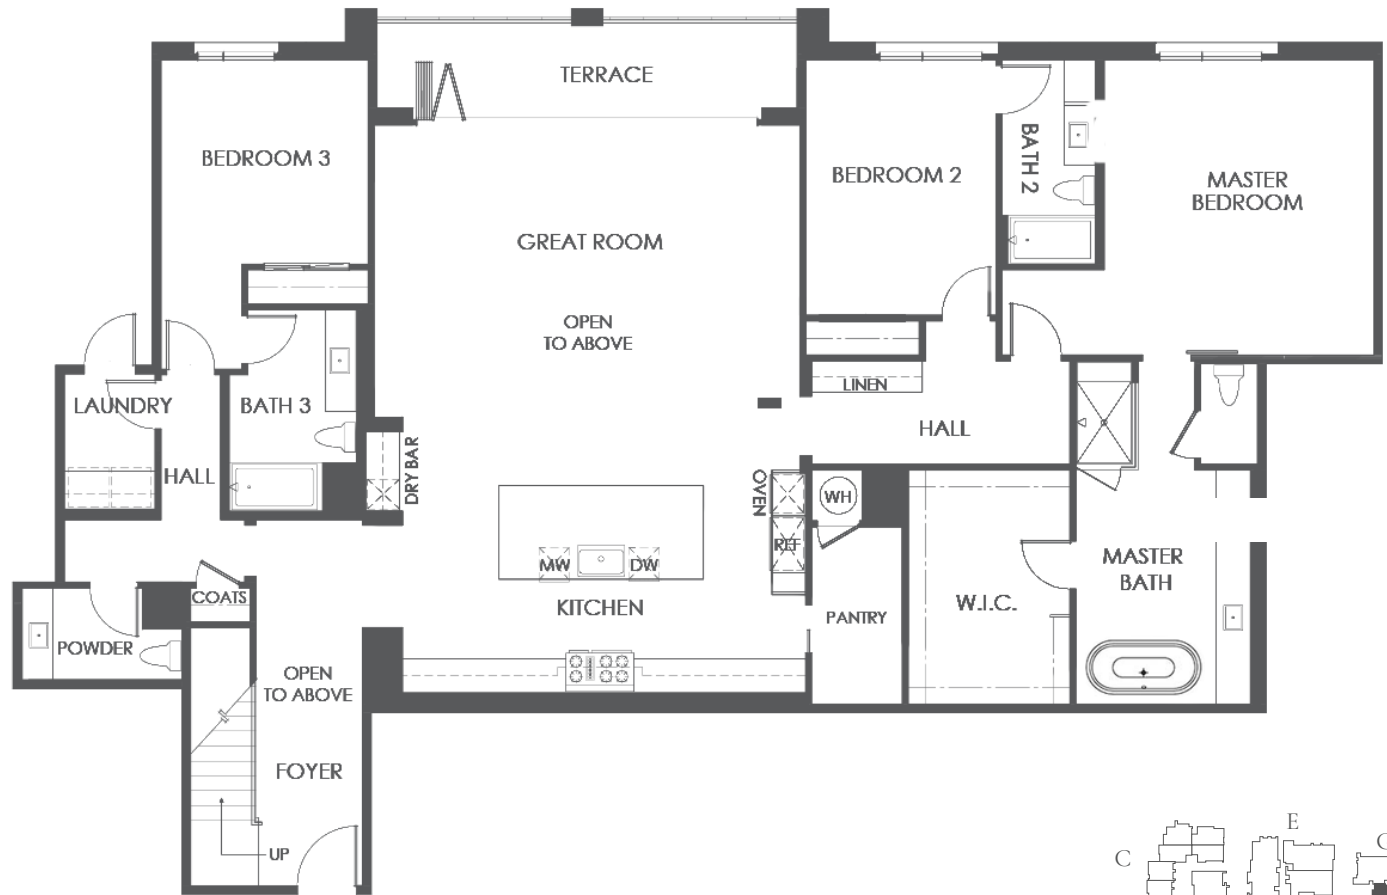 TERRACE
BEDROOM 3
BEDROOM 2
BATH 2
MASTER
BEDROOM
GREAT ROOM
OPEN
TO ABOVE
LINEN
LAUNDRY
BATH 3
HALL
HALL
DRY BAR
OVEN
WH
REF
MW
DW
MASTER
BATH
COATS
KITCHEN
W.I.C.
PANTRY
POWDER
OPEN
TO ABOVE
FOYER
UP
E
C